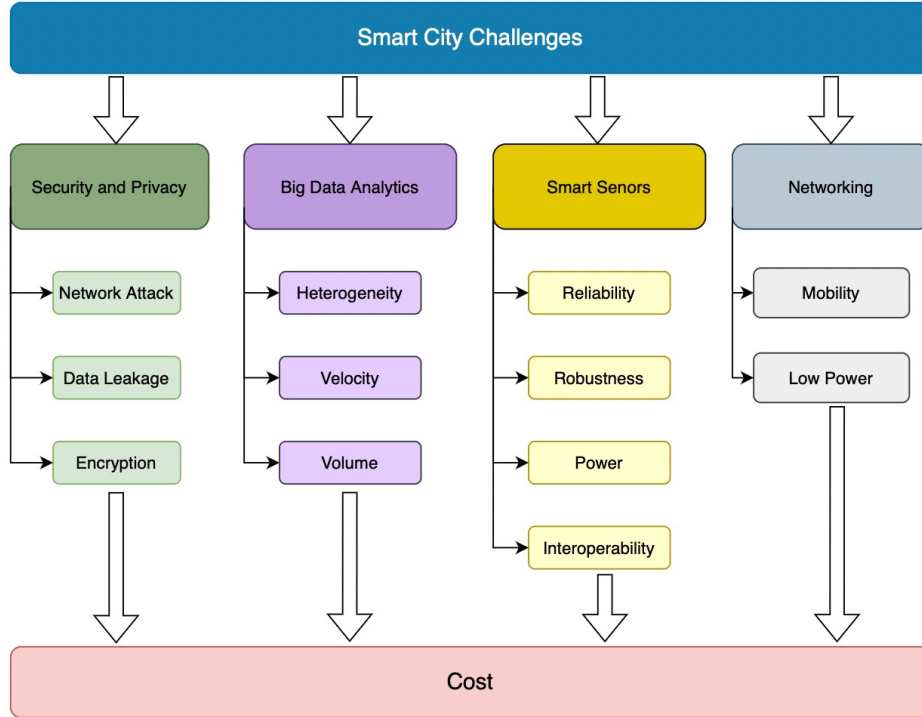 Smart City Challenges
Security and Privacy
Big Data Analytics
Smart Senors
Networking
Network Attack
Heterogeneity
Reliability
Mobility
Data Leakage
Velocity
Robustness
Low Power
Encryption
Volume
Power
Interoperability
Cost